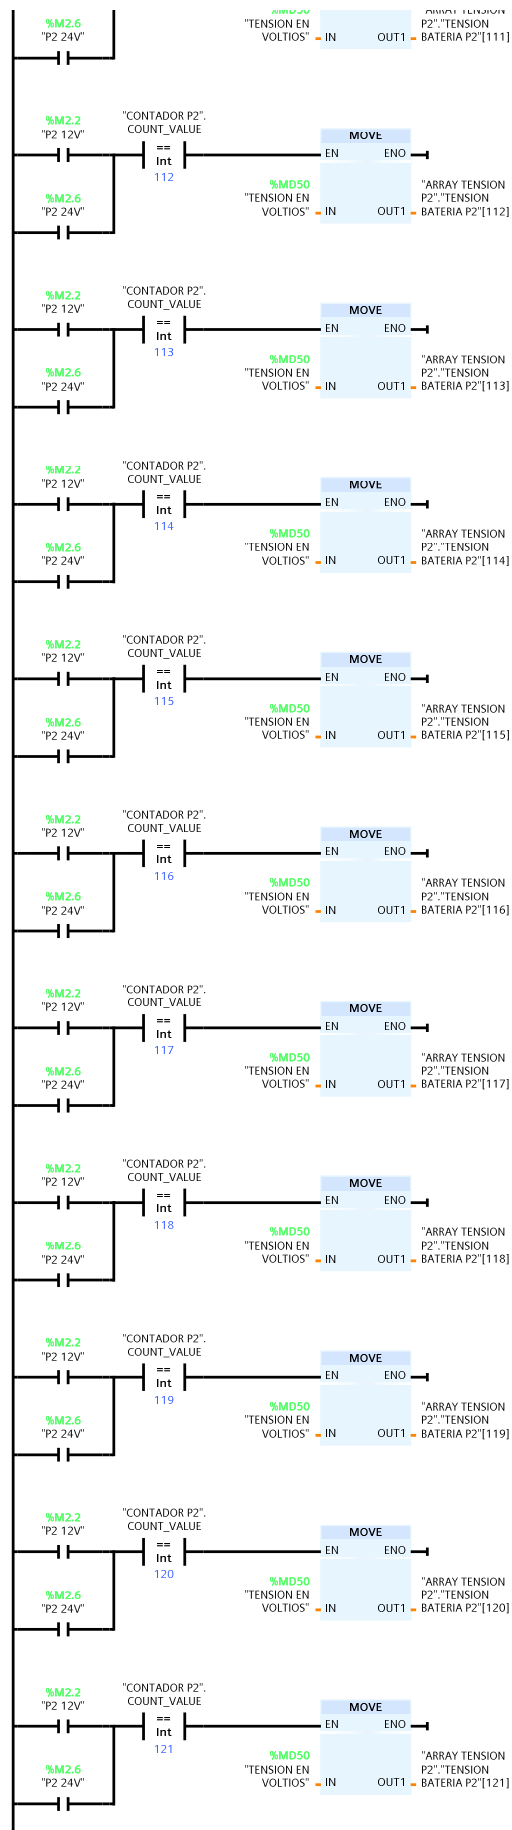 %MD50
"ARRAY TENSION
%M2.6
"P2 24V"
"TENSION EN
VOLTIOS"
IN
OUT1
P2"."TENSION
BATERIA P2"[111]
%M2.2
"P2 12V"
"CONTADOR P2".
COUNT_VALUE
==
Int
112
MOVE
EN
ENO
%M2.6
"P2 24V"
%MD50
"TENSION EN
VOLTIOS"
IN
OUT1
"ARRAY TENSION
P2"."TENSION
BATERIA P2"[112]
%M2.2
"P2 12V"
"CONTADOR P2".
COUNT_VALUE
==
Int
113
MOVE
EN
ENO
%M2.6
"P2 24V"
%MD50
"TENSION EN
VOLTIOS"
IN
OUT1
"ARRAY TENSION
P2"."TENSION
BATERIA P2"[113]
%M2.2
"P2 12V"
"CONTADOR P2".
COUNT_VALUE
==
Int
114
MOVE
EN
ENO
%M2.6
"P2 24V"
%MD50
"TENSION EN
VOLTIOS"
IN
OUT1
"ARRAY TENSION
P2"."TENSION
BATERIA P2"[114]
%M2.2
"P2 12V"
"CONTADOR P2".
COUNT_VALUE
==
Int
115
MOVE
EN
ENO
%M2.6
"P2 24V"
%MD50
"TENSION EN
VOLTIOS"
IN
OUT1
"ARRAY TENSION
P2"."TENSION
BATERIA P2"[115]
%M2.2
"P2 12V"
"CONTADOR P2".
COUNT_VALUE
==
Int
116
MOVE
EN
ENO
%M2.6
"P2 24V"
%MD50
"TENSION EN
VOLTIOS"
IN
OUT1
"ARRAY TENSION
P2"."TENSION
BATERIA P2"[116]
%M2.2
"P2 12V"
"CONTADOR P2".
COUNT_VALUE
==
Int
117
MOVE
EN
ENO
%M2.6
"P2 24V"
%MD50
"TENSION EN
VOLTIOS"
IN
OUT1
"ARRAY TENSION
P2"."TENSION
BATERIA P2"[117]
%M2.2
"P2 12V"
"CONTADOR P2".
COUNT_VALUE
==
Int
118
MOVE
EN
ENO
%M2.6
"P2 24V"
%MD50
"TENSION EN
VOLTIOS"
IN
OUT1
"ARRAY TENSION
P2"."TENSION
BATERIA P2"[118]
%M2.2
"P2 12V"
"CONTADOR P2".
COUNT_VALUE
==
Int
119
MOVE
EN
ENO
%M2.6
"P2 24V"
%MD50
"TENSION EN
VOLTIOS"
IN
OUT1
"ARRAY TENSION
P2"."TENSION
BATERIA P2"[119]
%M2.2
"P2 12V"
"CONTADOR P2".
COUNT_VALUE
==
Int
120
MOVE
EN
ENO
%M2.6
"P2 24V"
%MD50
"TENSION EN
VOLTIOS"
IN
OUT1
"ARRAY TENSION
P2"."TENSION
BATERIA P2"[120]
%M2.2
"P2 12V"
"CONTADOR P2".
COUNT_VALUE
==
Int
121
MOVE
EN
ENO
%M2.6
"P2 24V"
%MD50
"TENSION EN
VOLTIOS"
IN
OUT1
"ARRAY TENSION
P2"."TENSION
BATERIA P2"[121]